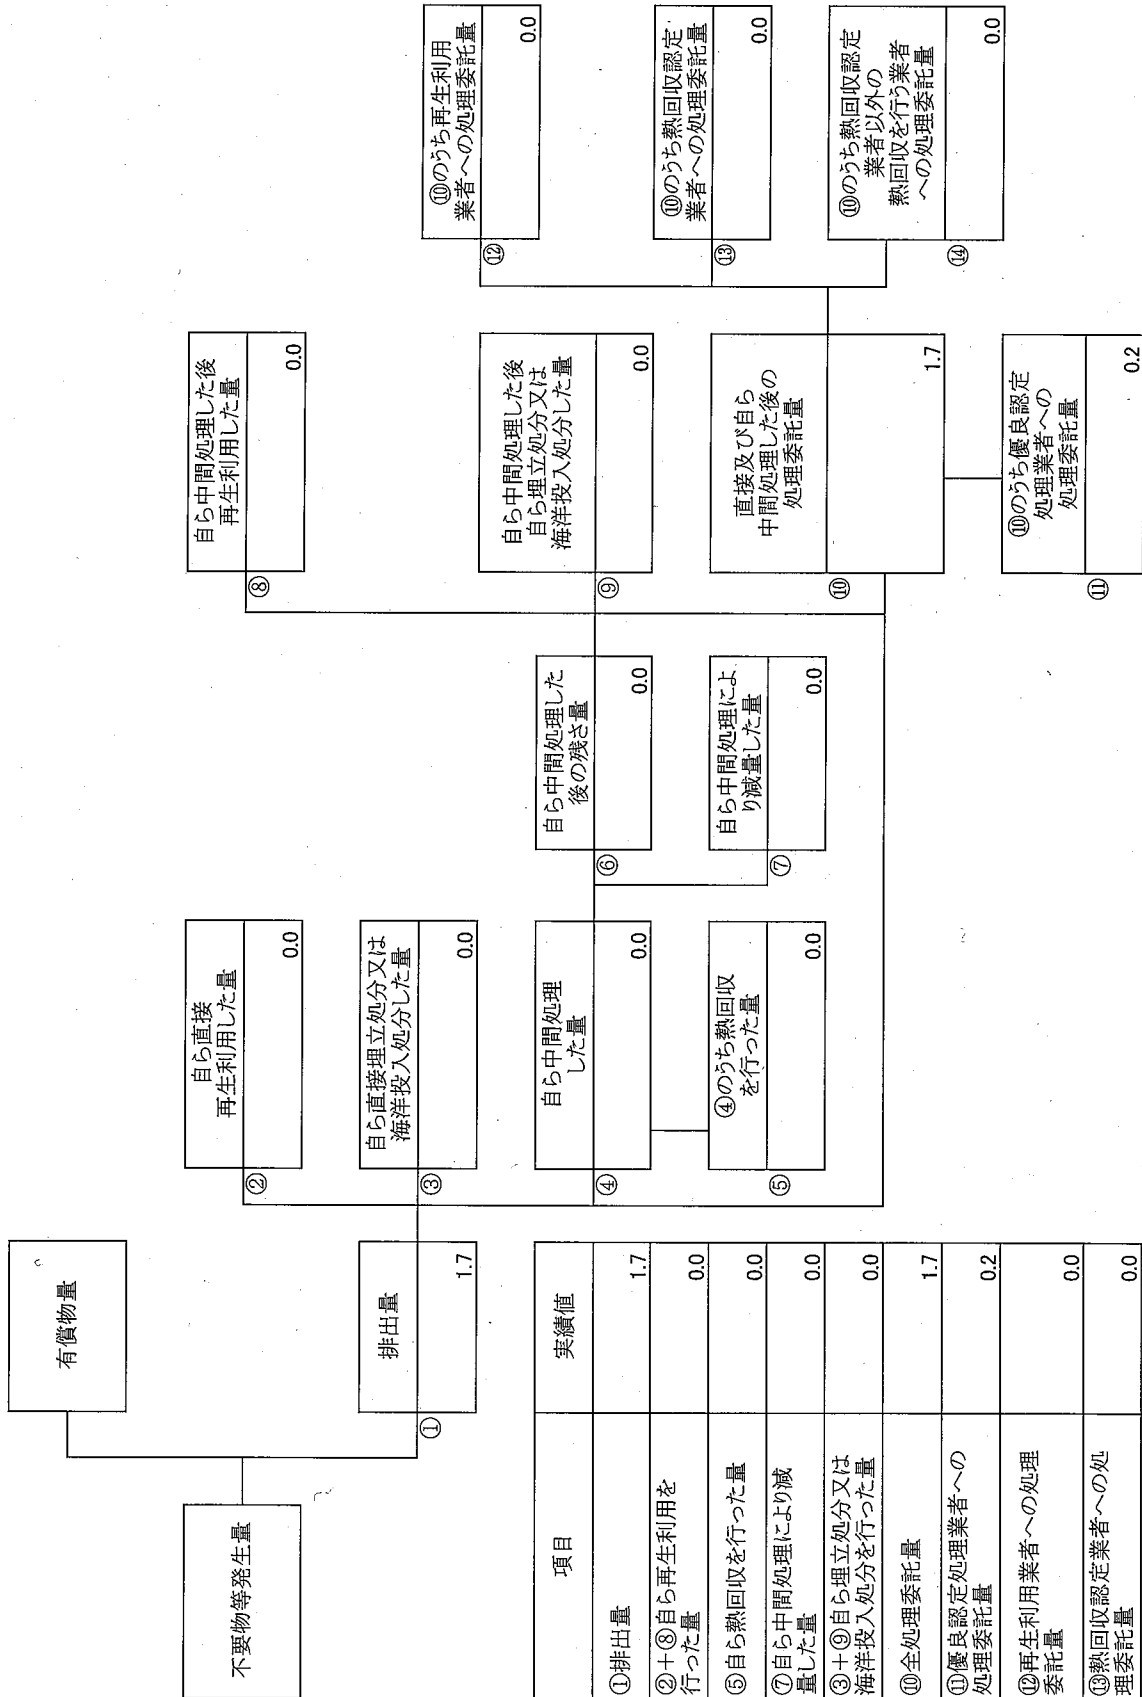 不要物等発生量
有償物量
①
排出量
1.7
②
自ら直接
再生利用した量
0.0
③
自ら直接埋立処分又は
海洋投入処分した量
0.0
④
自ら中間処理
した量
0.0
⑤
④のうち熱回収
を行った量
0.0
⑥
自ら中間処理した
後の残さ量
0.0
⑦
自ら中間処理によ
り減量した量
0.0
⑧
自ら中間処理した後
再生利用した量
0.0
⑨
自ら中間処理した後
自ら埋立処分又は
海洋投入処分した量
0.0
⑩
直接及び自ら
中間処理した後の
処理委託量
1.7
⑪
⑩のうち優良認定
処理業者への
処理委託量
0.2
⑫
⑩のうち再生利用
業者への処理委託量
0.0
⑬
⑩のうち熱回収認定
業者への処理委託量
0.0
⑭
⑩のうち熱回収認定
業者以外の
熱回収を行う業者
への処理委託量
0.0
項目 実績値
①排出量 1.7
②+⑧自ら再生利用を
行った量 0.0
⑤自ら熱回収を行った量 0.0
⑦自ら中間処理により減
量した量 0.0
③+⑨自ら埋立処分又は
海洋投入処分を行った量 0.0
⑩全処理委託量 1.7
⑪優良認定処理業者への
処理委託量 0.2
⑫再生利用業者への処理
委託量 0.0
⑬熱回収認定業者への処
理委託量 0.0